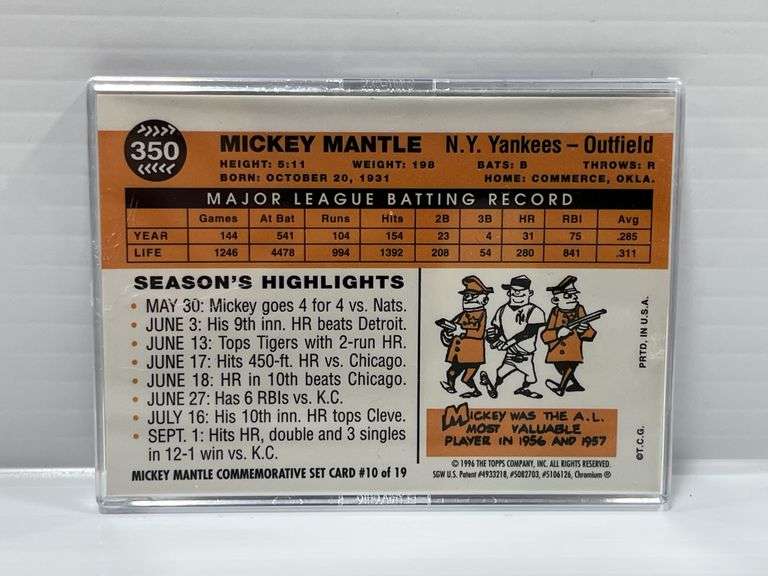 350
MICKEY MANTLE N.Y. Yankees – Outfield
HEIGHT: 5:11 WEIGHT: 198 BATS: B THROWS: R
BORN: OCTOBER 20, 1931 HOME: COMMERCE, OKLA.
MAJOR LEAGUE BATTING RECORD
Games At Bat Runs Hits 2B 3B HR RBI Avg
YEAR 144 541 104 154 23 4 31 75 .285
LIFE 1246 4478 994 1392 208 54 280 841 .311
SEASON'S HIGHLIGHTS
• MAY 30: Mickey goes 4 for 4 vs. Nats.
• JUNE 3: His 9th inn. HR beats Detroit.
• JUNE 13: Tops Tigers with 2-run HR.
• JUNE 17: Hits 450-ft. HR vs. Chicago.
• JUNE 18: HR in 10th beats Chicago.
• JUNE 27: Has 6 RBIs vs. K.C.
• JULY 16: His 10th inn. HR tops Cleve.
• SEPT. 1: Hits HR, double and 3 singles
in 12-1 win vs. K.C.
MICKEY MANTLE COMMEMORATIVE SET CARD #10 of 19
NY
MICKEY WAS THE A.L.
MOST VALUABLE
PLAYER IN 1956 AND 1957
© 1996 THE TOPPS COMPANY, INC. ALL RIGHTS RESERVED.
SGW U.S. Patent #4933218, #5082703, #5106126, Chromium ®
PRTD. IN U.S.A.
©T.C.G.